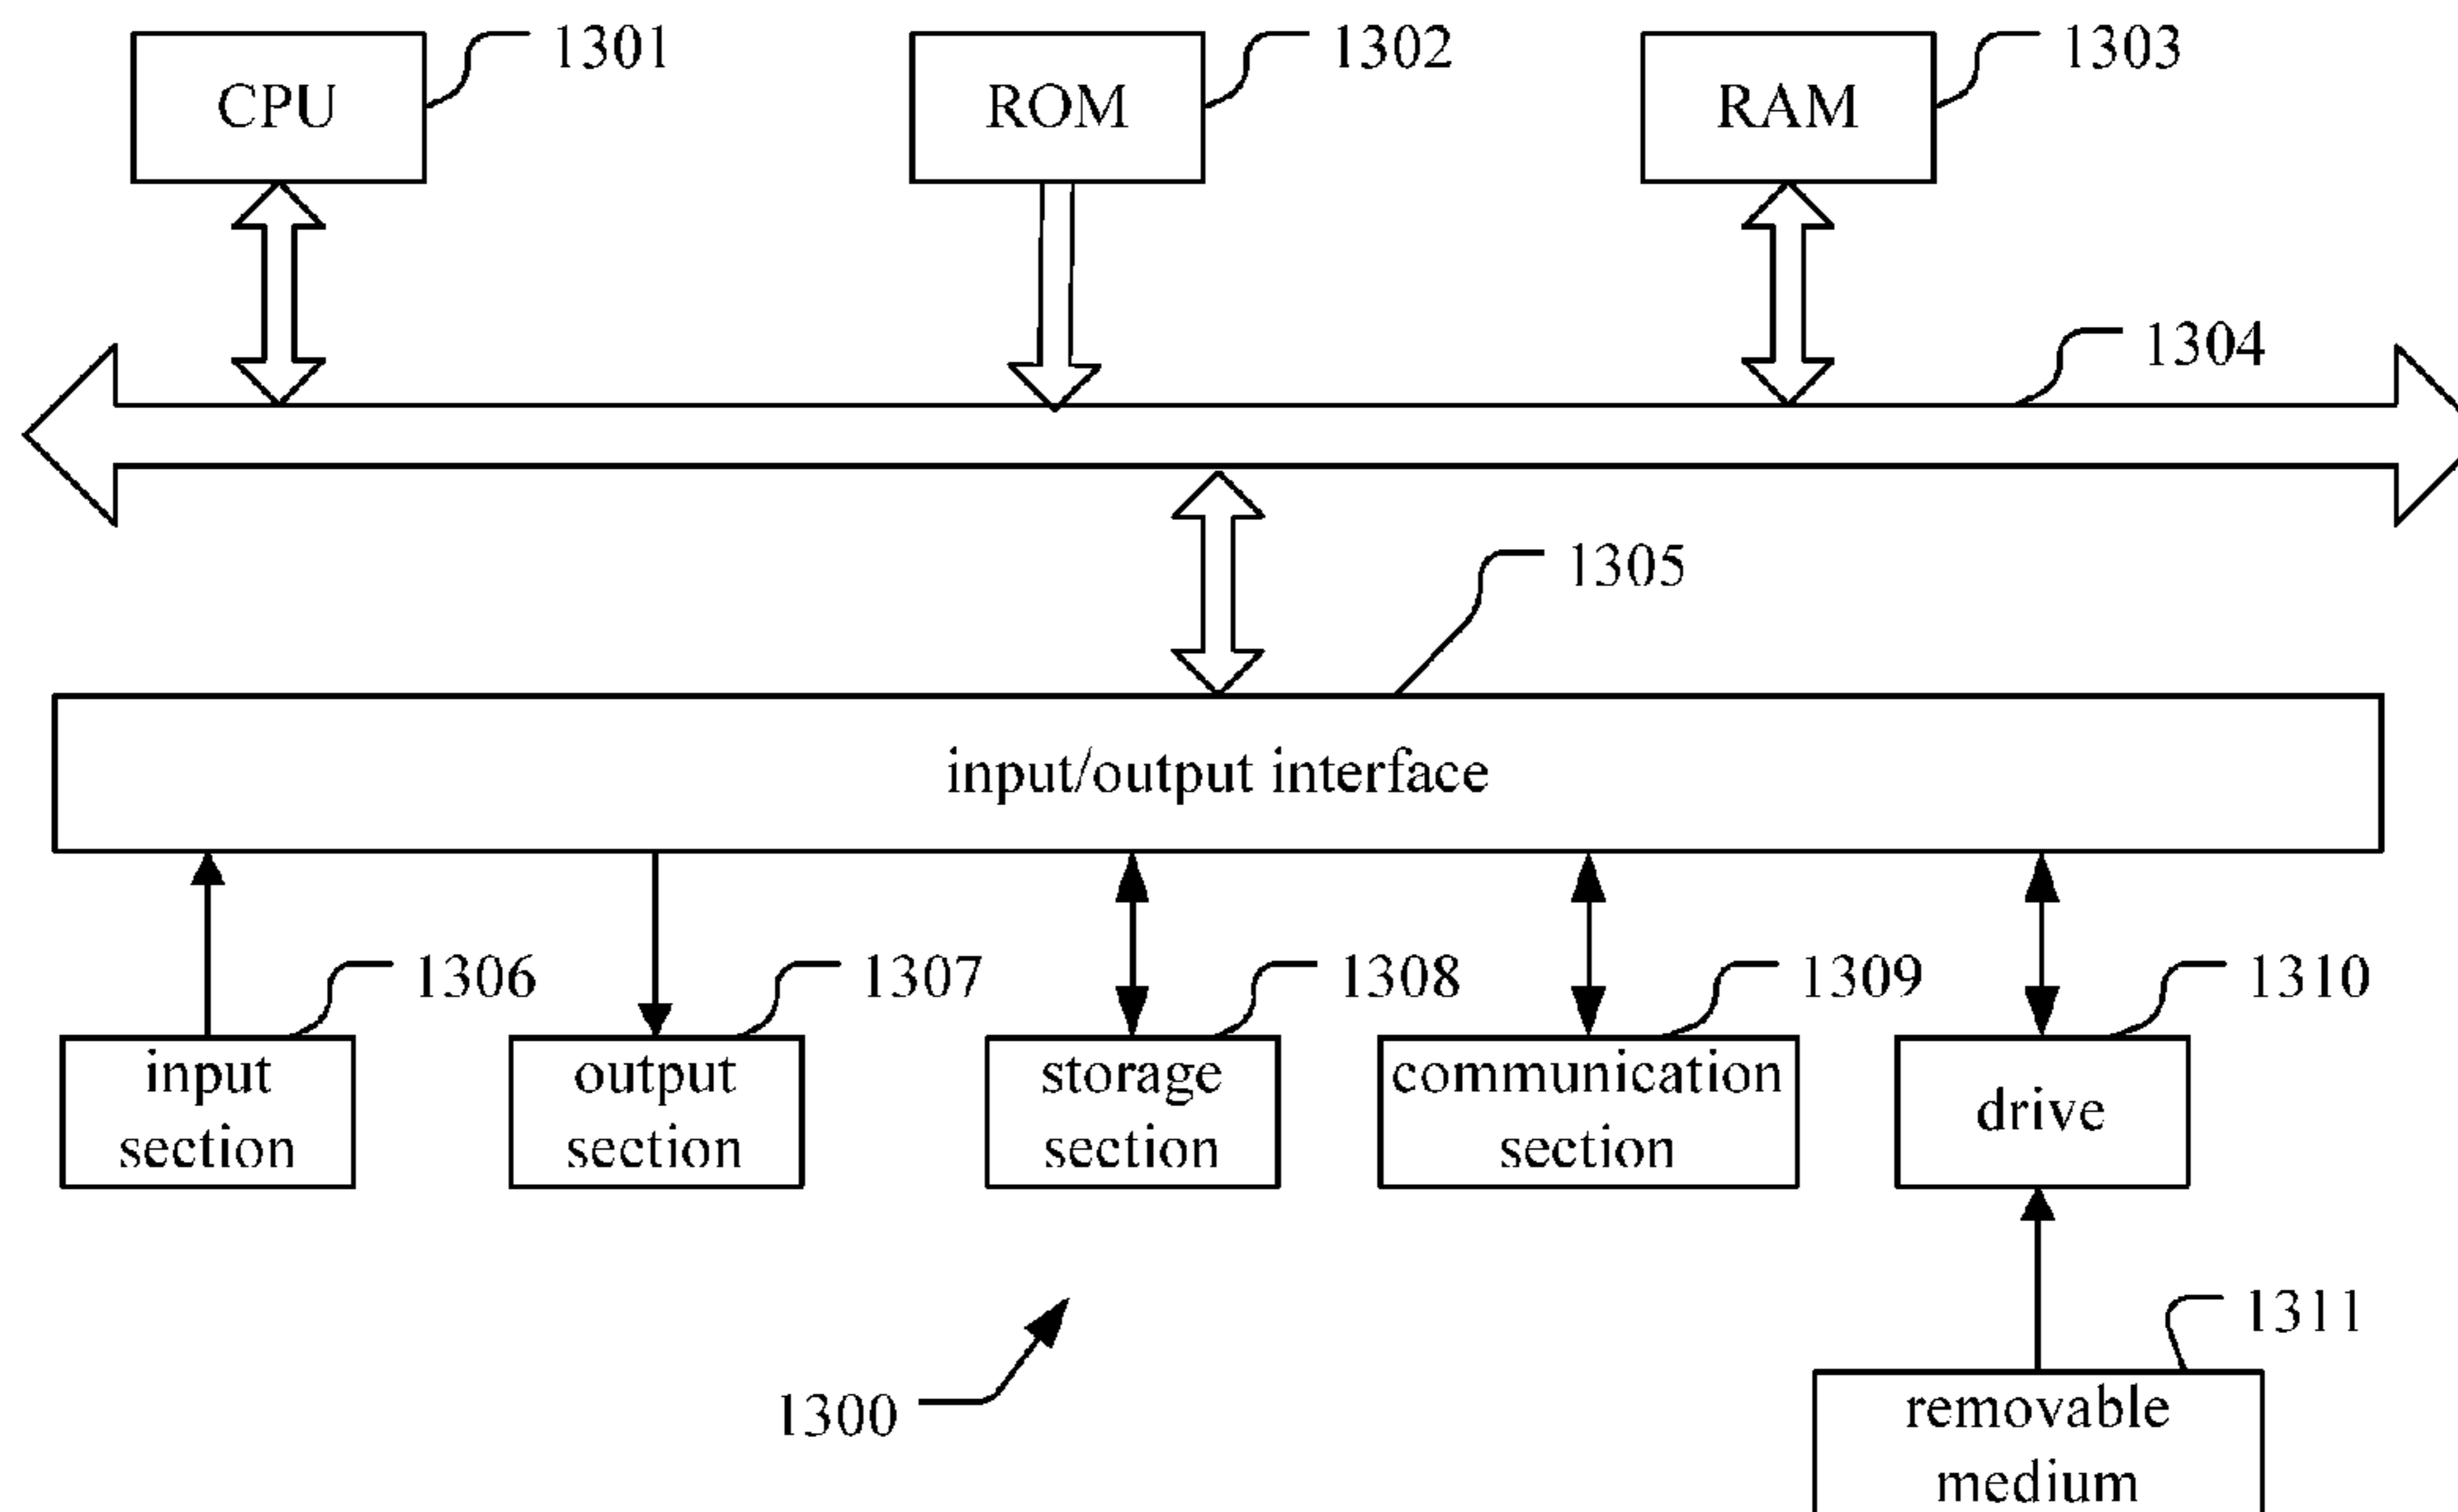 CPU
1301
ROM
1302
RAM
1303
1304
1305
input/output interface
1306
1307
1308
1309
1310
input
section
output
section
storage
section
communication
section
drive
1311
1300
removable
medium